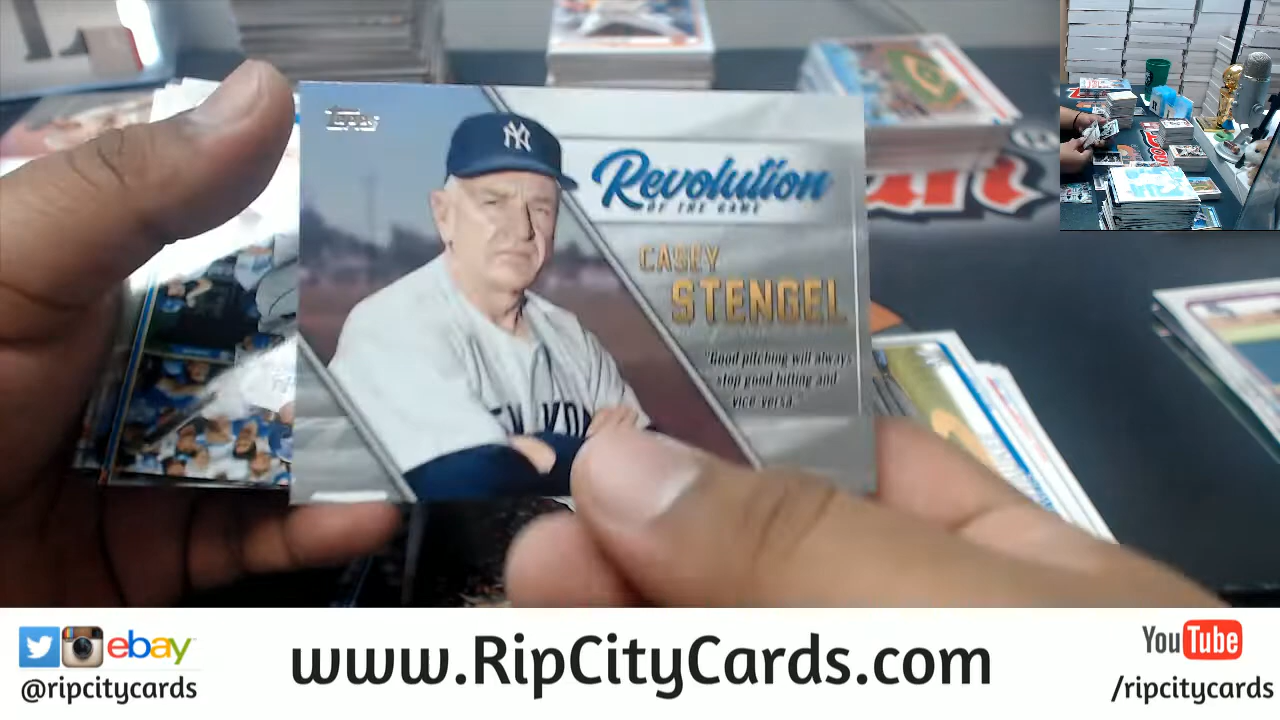 Topps
NY
Revolution
OF THE GAME
CASEY
STENGEL
"Good pitching will always
stop good hitting and
vice-versa."
ebay
@ripcitycards
www.RipCityCards.com
YouTube
/ripcitycards